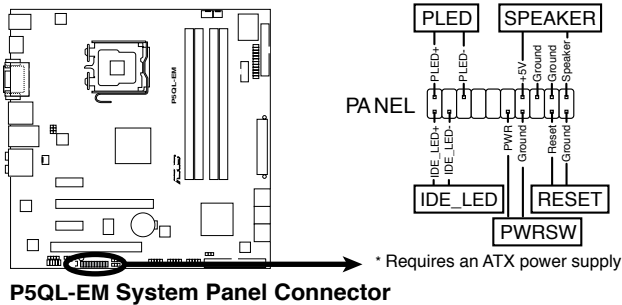 PLED
SPEAKER
PLED+
PLED-
+5V
Ground
Ground
Speaker
P5QL-EM
PANEL
IDE_LED+
IDE_LED-
PWR
Ground
Reset
Ground
IDE_LED
RESET
PWRSW
* Requires an ATX power supply
P5QL-EM System Panel Connector